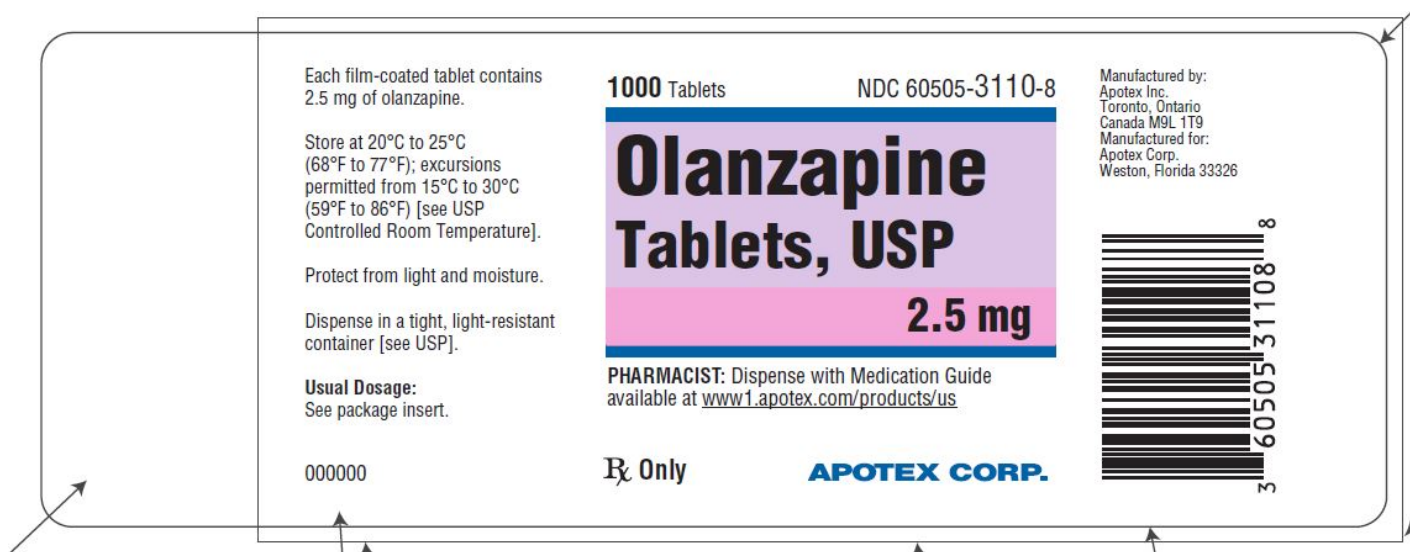 Each film-coated tablet contains
2.5 mg of olanzapine.
Store at 20°C to 25°C
(68°F to 77°F); excursions
permitted from 15°C to 30°C
(59°F to 86°F) [see USP
Controlled Room Temperature].
Protect from light and moisture.
Dispense in a tight, light-resistant
container [see USP].
Usual Dosage:
See package insert.
000000
1000 Tablets NDC 60505-3110-8
Olanzapine
Tablets, USP
2.5 mg
PHARMACIST: Dispense with Medication Guide
available at www1.apotex.com/products/us
℞ Only APOTEX CORP.
Manufactured by:
Apotex Inc.
Toronto, Ontario
Canada M9L 1T9
Manufactured for:
Apotex Corp.
Weston, Florida 33326
3 60505 31108 8